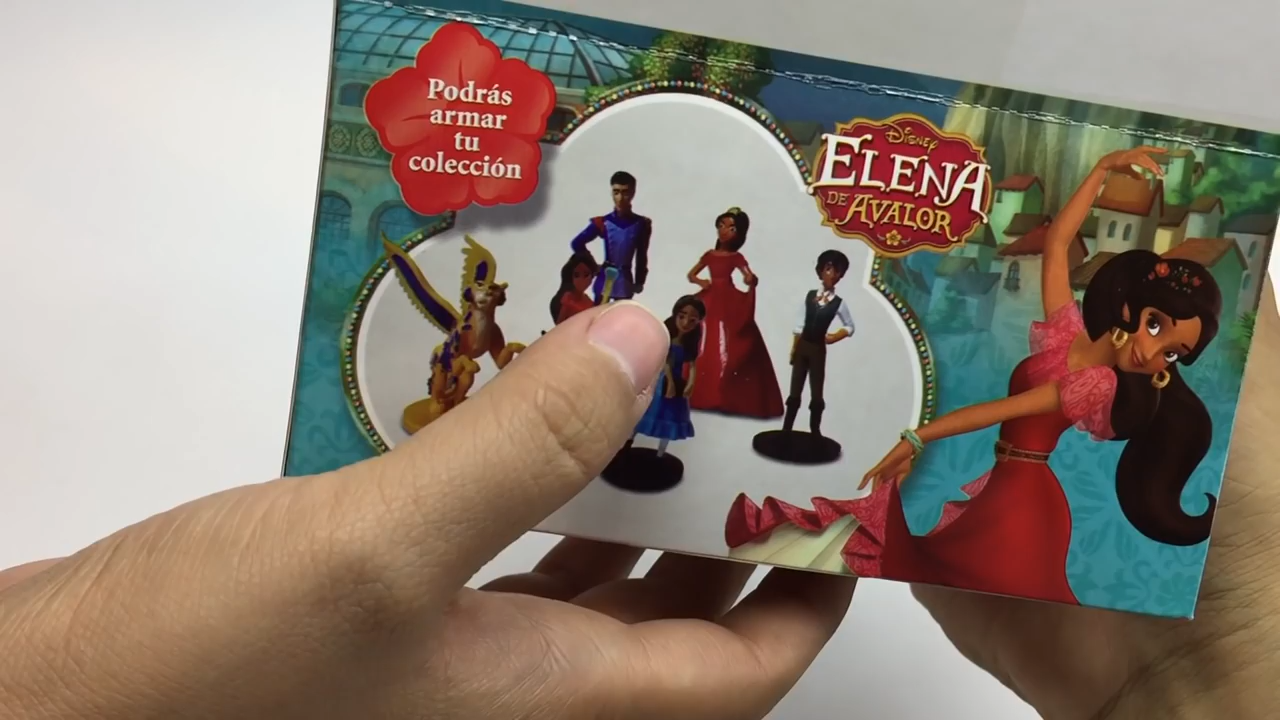 Podrás
armar
tu
colección
Disney
ELENA
DE AVALOR